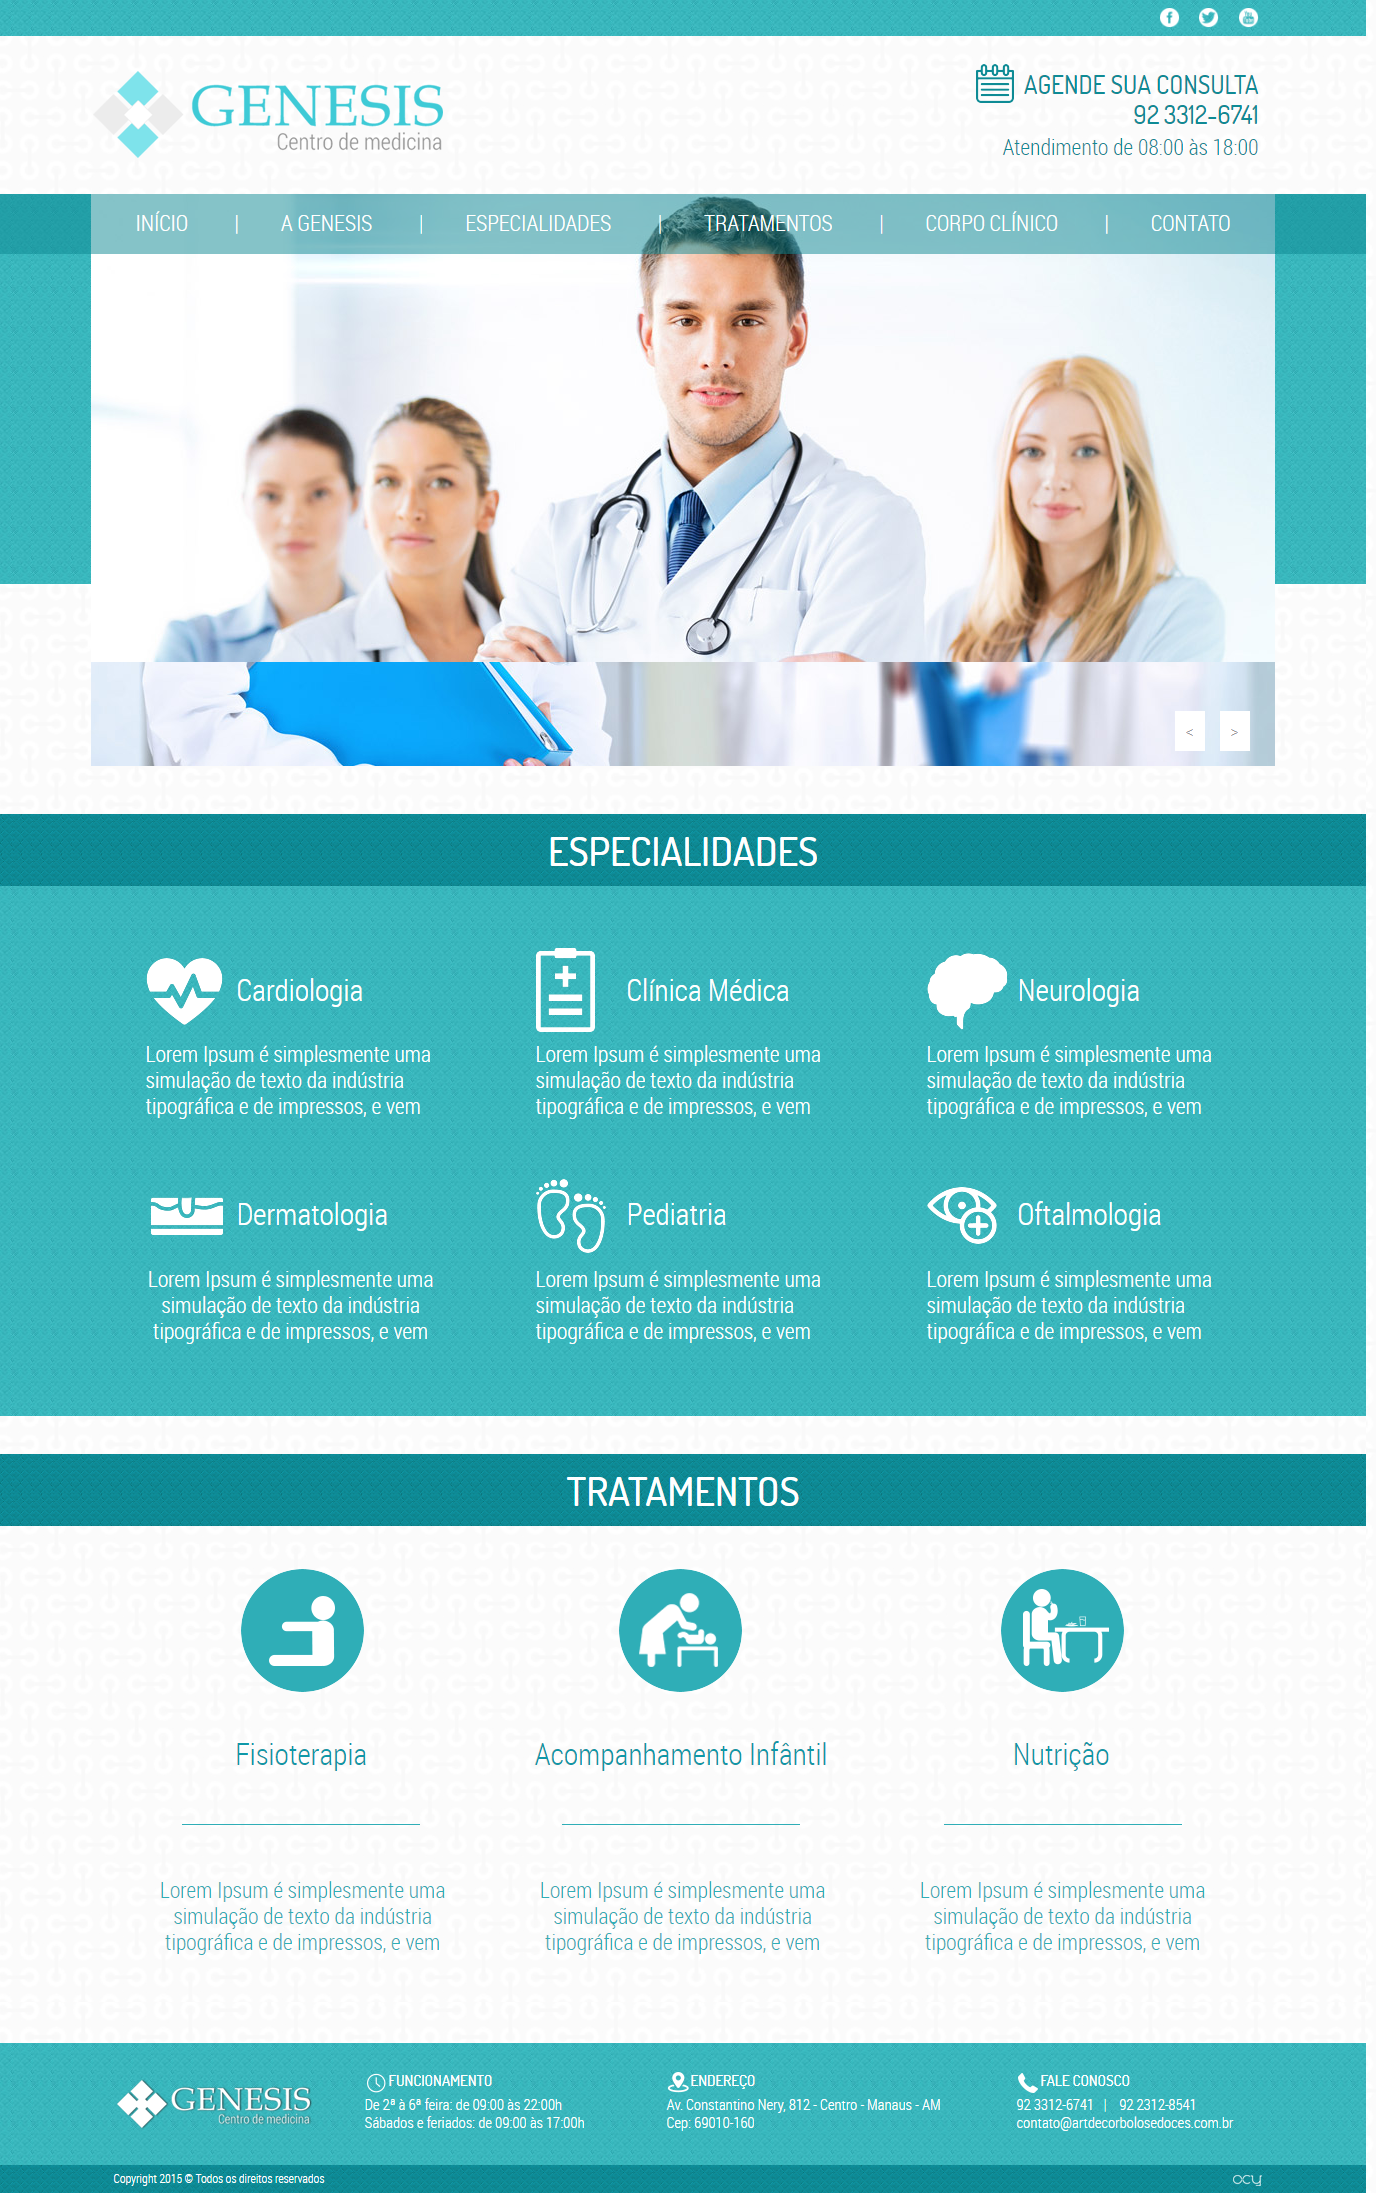 AGENDE SUA CONSULTA
92 3312-6741
Atendimento de 08:00 às 18:00
GENESIS
Centro de medicina
INÍCIO | A GENESIS | ESPECIALIDADES | TRATAMENTOS | CORPO CLÍNICO | CONTATO
< >
ESPECIALIDADES
Cardiologia
Lorem Ipsum é simplesmente uma
simulação de texto da indústria
tipográfica e de impressos, e vem
Clínica Médica
Lorem Ipsum é simplesmente uma
simulação de texto da indústria
tipográfica e de impressos, e vem
Neurologia
Lorem Ipsum é simplesmente uma
simulação de texto da indústria
tipográfica e de impressos, e vem
Dermatologia
Lorem Ipsum é simplesmente uma
simulação de texto da indústria
tipográfica e de impressos, e vem
Pediatria
Lorem Ipsum é simplesmente uma
simulação de texto da indústria
tipográfica e de impressos, e vem
Oftalmologia
Lorem Ipsum é simplesmente uma
simulação de texto da indústria
tipográfica e de impressos, e vem
TRATAMENTOS
Fisioterapia
Lorem Ipsum é simplesmente uma
simulação de texto da indústria
tipográfica e de impressos, e vem
Acompanhamento Infântil
Lorem Ipsum é simplesmente uma
simulação de texto da indústria
tipográfica e de impressos, e vem
Nutrição
Lorem Ipsum é simplesmente uma
simulação de texto da indústria
tipográfica e de impressos, e vem
GENESIS
Centro de medicina
FUNCIONAMENTO
De 2ª à 6ª feira: de 09:00 às 22:00h
Sábados e feriados: de 09:00 às 17:00h
ENDEREÇO
Av. Constantino Nery, 812 - Centro - Manaus - AM
Cep: 69010-160
FALE CONOSCO
92 3312-6741 | 92 2312-8541
contato@artdecorbolosedoces.com.br
Copyright 2015 © Todos os direitos reservados
ocy